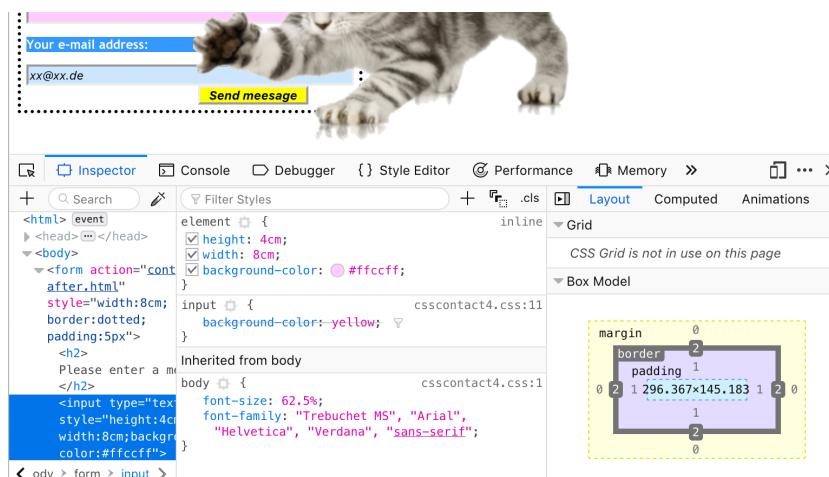 Your e-mail address:
xx@xx.de
Send meesage
Inspector Console Debugger {} Style Editor Performance Memory
+ Search Filter Styles + .cls Layout Computed Animations
<html> event
<head> </head>
<body>
<form action="cont
after.html"
style="width:8cm;
border:dotted;
padding:5px">
<h2>
Please enter a me
</h2>
<input type="tex
style="height:4cm
width:8cm;backgro
color:#ffccff">
ody > form > input
element { inline
height: 4cm;
width: 8cm;
background-color: #ffccff;
}
input { csscontact4.css:11
background-color: yellow;
}
Inherited from body
body { csscontact4.css:1
font-size: 62.5%;
font-family: "Trebuchet MS", "Arial",
"Helvetica", "Verdana", "sans-serif";
}
Grid
CSS Grid is not in use on this page
Box Model
margin 0
border 2
padding 1
0 2 1 296.367×145.183 1 2 0
1
2
0